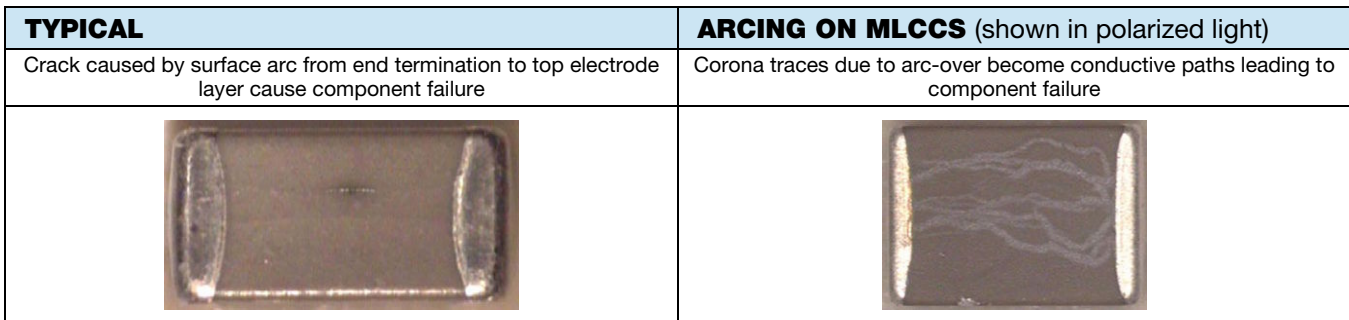 TYPICAL
ARCING ON MLCCS (shown in polarized light)
Crack caused by surface arc from end termination to top electrode
layer cause component failure
Corona traces due to arc-over become conductive paths leading to
component failure